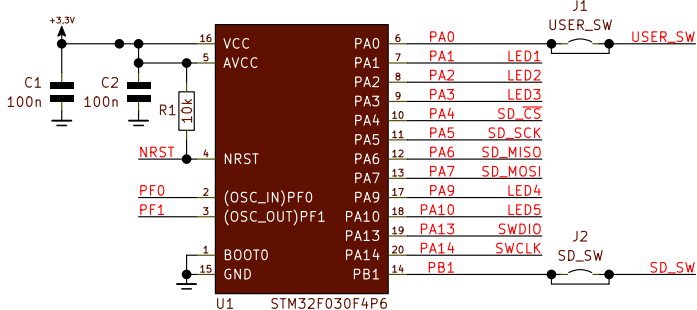 +3,3V
C1
100n
C2
100n
R1
10k
NRST
PF0
PF1
16 VCC
5 AVCC
4 NRST
2 (OSC_IN)PF0
3 (OSC_OUT)PF1
1 BOOT0
15 GND
U1 STM32F030F4P6
PA0 6 PA0
PA1 7 PA1 LED1
PA2 8 PA2 LED2
PA3 9 PA3 LED3
PA4 10 PA4 SD_CS
PA5 11 PA5 SD_SCK
PA6 12 PA6 SD_MISO
PA7 13 PA7 SD_MOSI
PA9 17 PA9 LED4
PA10 18 PA10 LED5
PA13 19 PA13 SWDIO
PA14 20 PA14 SWCLK
PB1 14 PB1
J1
USER_SW
USER_SW
J2
SD_SW
SD_SW